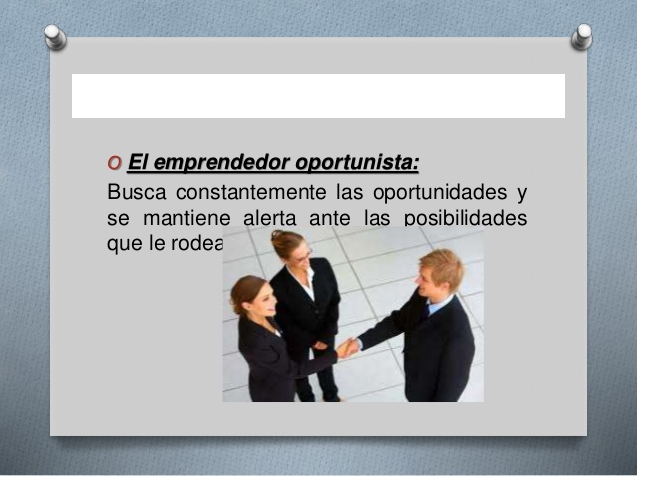 O El emprendedor oportunista:
Busca constantemente las oportunidades y
se mantiene alerta ante las posibilidades
que le rodea